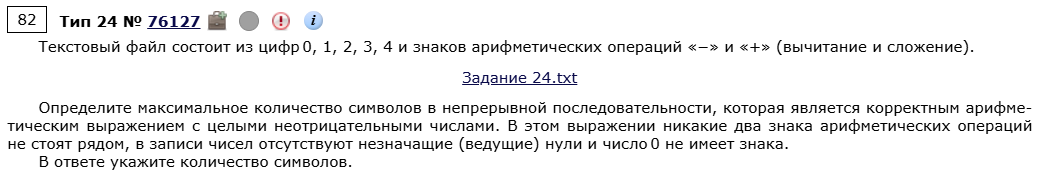 82 Тип 24 № 76127
Текстовый файл состоит из цифр 0, 1, 2, 3, 4 и знаков арифметических операций «−» и «+» (вычитание и сложение).
Задание 24.txt
Определите максимальное количество символов в непрерывной последовательности, которая является корректным арифме-
тическим выражением с целыми неотрицательными числами. В этом выражении никакие два знака арифметических операций
не стоят рядом, в записи чисел отсутствуют незначащие (ведущие) нули и число 0 не имеет знака.
В ответе укажите количество символов.